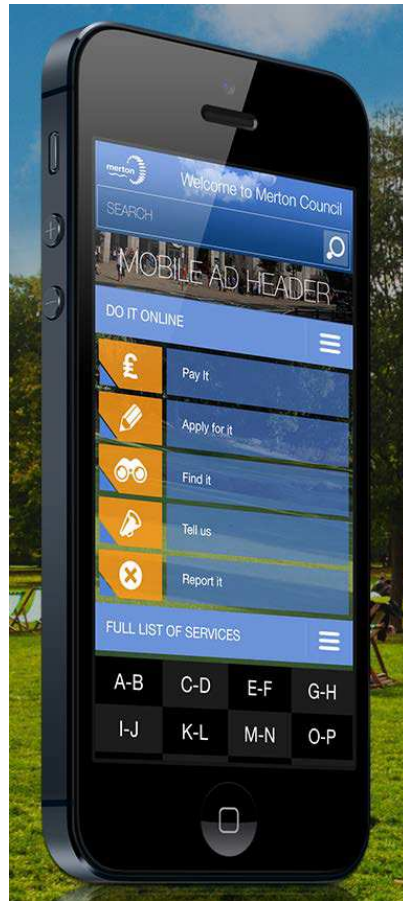 merton
Welcome to Merton Council
SEARCH
MOBILE AD HEADER
DO IT ONLINE
£
Pay It
Apply for it
Find it
Tell us
Report it
FULL LIST OF SERVICES
A-B C-D E-F G-H
I-J K-L M-N O-P